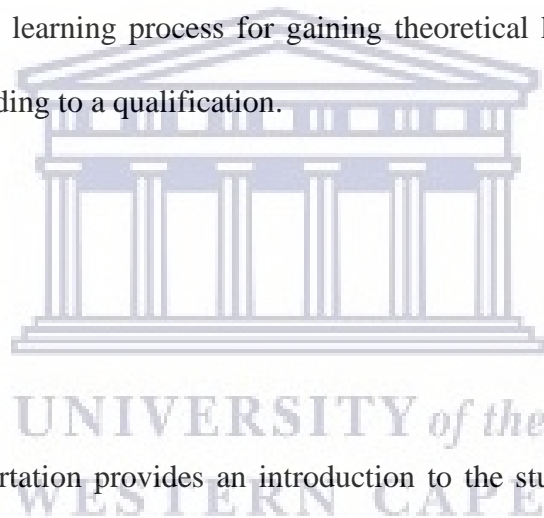 learning process for gaining theoretical
ding to a qualification.
UNIVERSITY of the
rtation provides an introduction to the stu
WESTERN CAPE